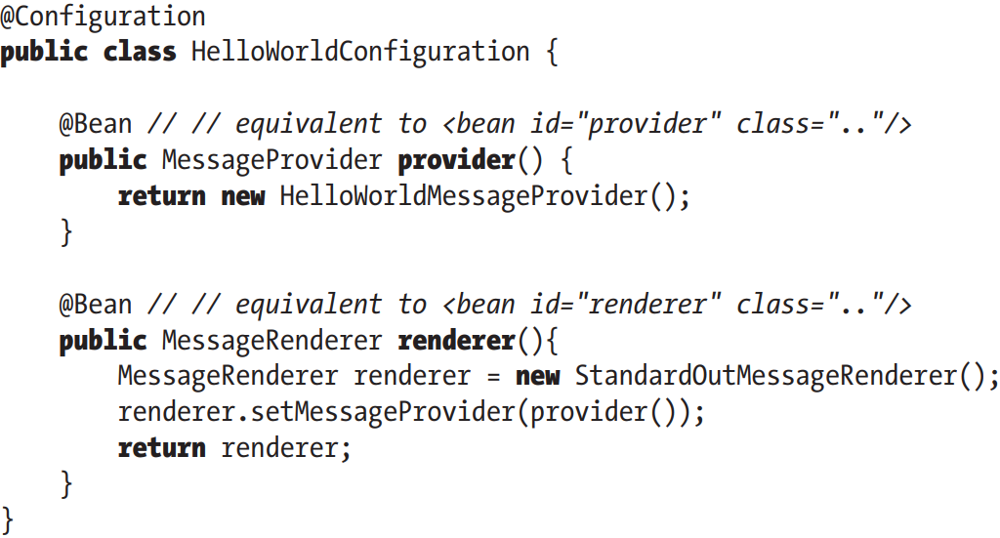 @Configuration
public class HelloWorldConfiguration {
@Bean // // equivalent to <bean id="provider" class=".."/>
public MessageProvider provider() {
return new HelloWorldMessageProvider();
}
@Bean // // equivalent to <bean id="renderer" class=".."/>
public MessageRenderer renderer(){
MessageRenderer renderer = new StandardOutMessageRenderer();
renderer.setMessageProvider(provider());
return renderer;
}
}